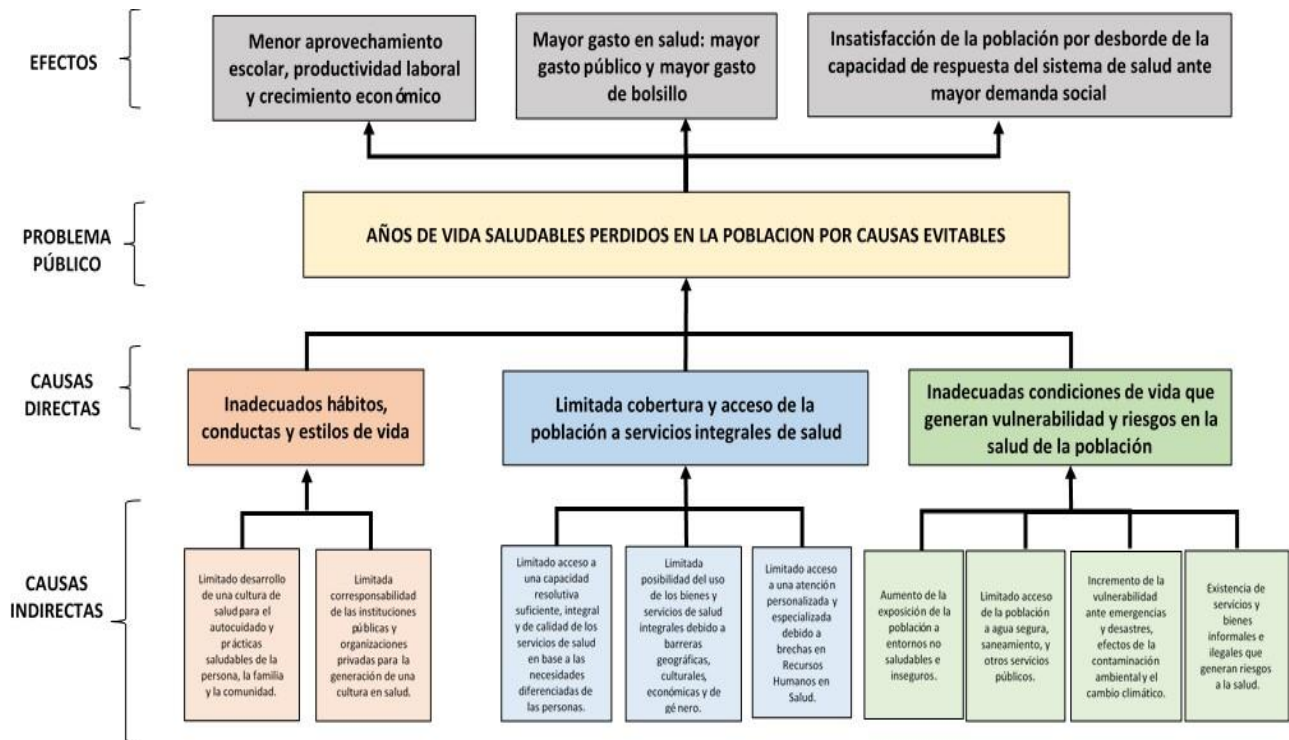 EFECTOS
Menor aprovechamiento
escolar, productividad laboral
y crecimiento económico
Mayor gasto en salud: mayor
gasto público y mayor gasto
de bolsillo
Insatisfacción de la población por desborde de la
capacidad de respuesta del sistema de salud ante
mayor demanda social
PROBLEMA
PÚBLICO
AÑOS DE VIDA SALUDABLES PERDIDOS EN LA POBLACION POR CAUSAS EVITABLES
CAUSAS
DIRECTAS
Inadecuados hábitos,
conductas y estilos de vida
Limitada cobertura y acceso de la
población a servicios integrales de salud
Inadecuadas condiciones de vida que
generan vulnerabilidad y riesgos en la
salud de la población
CAUSAS
INDIRECTAS
Limitado desarrollo
de una cultura de
salud para el
autocuidado y
prácticas
saludables de la
persona, la familia
y la comunidad.
Limitada
corresponsabilidad
de las instituciones
públicas y
organizaciones
privadas para la
generación de una
cultura en salud.
Limitado acceso a
una capacidad
resolutiva
suficiente, integral
y de calidad de los
servicios de salud
en base a las
necesidades
diferenciadas de
las personas.
Limitada
posibilidad del uso
de los bienes y
servicios de salud
integrales debido a
barreras
geográficas,
culturales,
económicas y de
género.
Limitado acceso
a una atención
personalizada y
especializada
debido a
brechas en
Recursos
Humanos en
Salud.
Aumento de la
exposición de la
población a
entornos no
saludables e
inseguros.
Limitado acceso
de la población
a agua segura,
saneamiento, y
otros servicios
públicos.
Incremento de la
vulnerabilidad
ante emergencias
y desastres,
efectos de la
contaminación
ambiental y el
cambio climático.
Existencia de
servicios y
bienes
informales e
ilegales que
generan riesgos
a la salud.